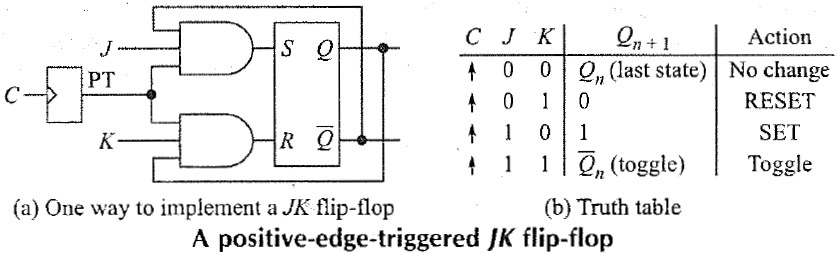 J
C
PT
K
S Q
R Q̅
C J K Qn+1 Action
↑ 0 0 Qn (last state) No change
↑ 0 1 0 RESET
↑ 1 0 1 SET
↑ 1 1 Q̅n (toggle) Toggle
(a) One way to implement a JK flip-flop
(b) Truth table
A positive-edge-triggered JK flip-flop